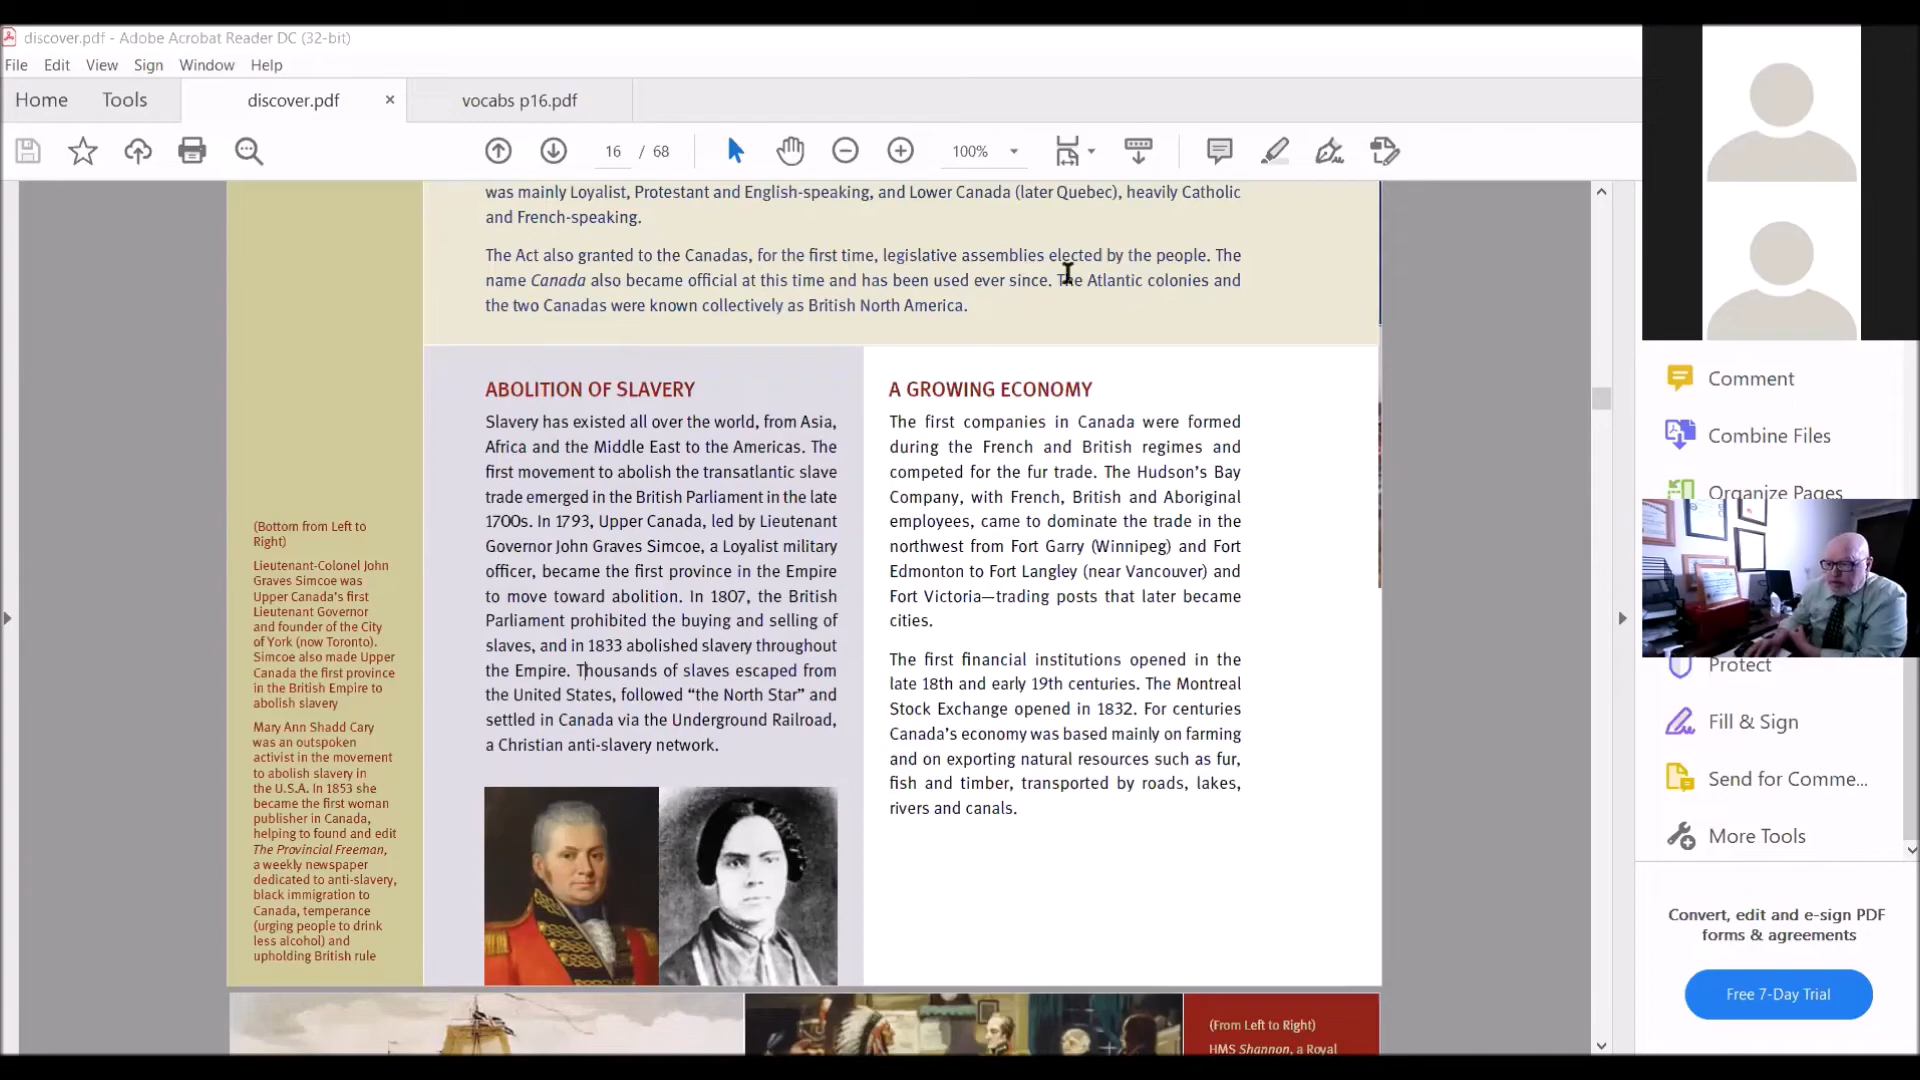 discover.pdf - Adobe Acrobat Reader DC (32-bit)
File Edit View Sign Window Help
Home Tools discover.pdf × vocabs p16.pdf
16 / 68 100%
was mainly Loyalist, Protestant and English-speaking, and Lower Canada (later Quebec), heavily Catholic
and French-speaking.
The Act also granted to the Canadas, for the first time, legislative assemblies elected by the people. The
name Canada also became official at this time and has been used ever since. The Atlantic colonies and
the two Canadas were known collectively as British North America.
(Bottom from Left to
Right)
Lieutenant-Colonel John
Graves Simcoe was
Upper Canada's first
Lieutenant Governor
and founder of the City
of York (now Toronto).
Simcoe also made Upper
Canada the first province
in the British Empire to
abolish slavery
Mary Ann Shadd Cary
was an outspoken
activist in the movement
to abolish slavery in
the U.S.A. In 1853 she
became the first woman
publisher in Canada,
helping to found and edit
The Provincial Freeman,
a weekly newspaper
dedicated to anti-slavery,
black immigration to
Canada, temperance
(urging people to drink
less alcohol) and
upholding British rule
ABOLITION OF SLAVERY
Slavery has existed all over the world, from Asia,
Africa and the Middle East to the Americas. The
first movement to abolish the transatlantic slave
trade emerged in the British Parliament in the late
1700s. In 1793, Upper Canada, led by Lieutenant
Governor John Graves Simcoe, a Loyalist military
officer, became the first province in the Empire
to move toward abolition. In 1807, the British
Parliament prohibited the buying and selling of
slaves, and in 1833 abolished slavery throughout
the Empire. Thousands of slaves escaped from
the United States, followed “the North Star” and
settled in Canada via the Underground Railroad,
a Christian anti-slavery network.
A GROWING ECONOMY
The first companies in Canada were formed
during the French and British regimes and
competed for the fur trade. The Hudson's Bay
Company, with French, British and Aboriginal
employees, came to dominate the trade in the
northwest from Fort Garry (Winnipeg) and Fort
Edmonton to Fort Langley (near Vancouver) and
Fort Victoria—trading posts that later became
cities.
The first financial institutions opened in the
late 18th and early 19th centuries. The Montreal
Stock Exchange opened in 1832. For centuries
Canada's economy was based mainly on farming
and on exporting natural resources such as fur,
fish and timber, transported by roads, lakes,
rivers and canals.
(From Left to Right)
HMS Shannon, a Royal
Comment
Combine Files
Organize Pages
Protect
Fill & Sign
Send for Comme...
More Tools
Convert, edit and e-sign PDF
forms & agreements
Free 7-Day Trial